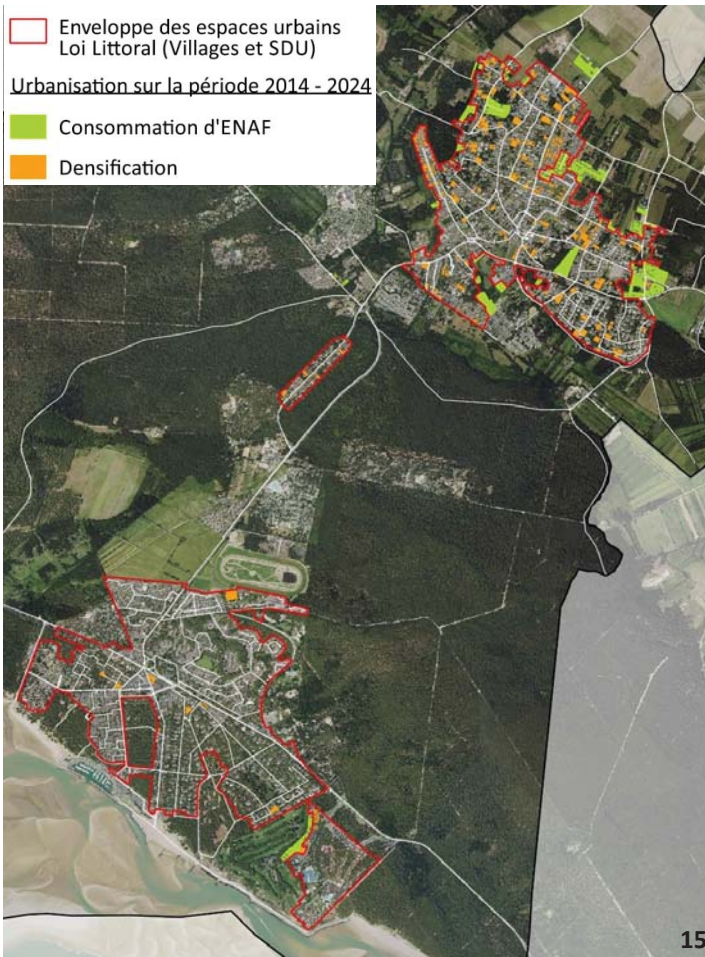 Enveloppe des espaces urbains
Loi Littoral (Villages et SDU)
Urbanisation sur la période 2014 - 2024
Consommation d'ENAF
Densification
15